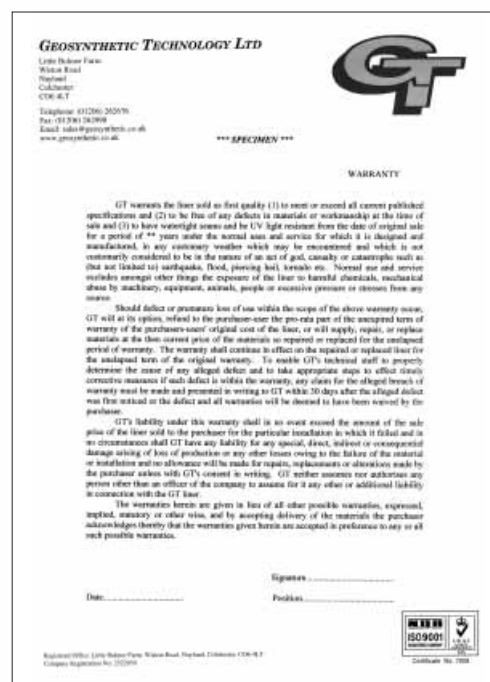 GEOSYNTHETIC TECHNOLOGY LTD
GT
Little Bulmer Farm
Wiston Road
Nayland
Colchester
CO6 4LT
Telephone: (01206) 262676
Fax: (01206) 262998
Email: sales@geosynthetic.co.uk
www.geosynthetic.co.uk
*** SPECIMEN ***
WARRANTY
GT warrants the liner sold as first quality (1) to meet or exceed all current published
specifications and (2) to be free of any defects in materials or workmanship at the time of
sale and (3) to have watertight seams and be UV light resistant from the date of original sale
for a period of ** years under the normal uses and service for which it is designed and
manufactured, in any customary weather which may be encountered and which is not
customarily considered to be in the nature of an act of god, casualty or catastrophe such as
(but not limited to) earthquake, flood, piercing hail, tornado etc. Normal use and service
excludes amongst other things the exposure of the liner to harmful chemicals, mechanical
abuse by machinery, equipment, animals, people or excessive pressure or stresses from any
source.
Should defect or premature loss of use within the scope of the above warranty occur,
GT will at its option, refund to the purchaser-user the pro-rata part of the unexpired term of
warranty of the purchasers-users' original cost of the liner, or will supply, repair, or replace
materials at the then current price of the materials so repaired or replaced for the unelapsed
period of warranty. The warranty shall continue in effect on the repaired or replaced liner for
the unelapsed term of the original warranty. To enable GT's technical staff to properly
determine the cause of any alleged defect and to take appropriate steps to effect timely
corrective measures if such defect is within the warranty, any claim for the alleged breach of
warranty must be made and presented in writing to GT within 30 days after the alleged defect
was first noticed or the defect and all warranties will be deemed to have been waived by the
purchaser.
GT's liability under this warranty shall in no event exceed the amount of the sale
price of the liner sold to the purchaser for the particular installation in which it failed and in
no circumstances shall GT have any liability for any special, direct, indirect or consequential
damage arising of loss of production or any other losses owing to the failure of the material
or installation and no allowance will be made for repairs, replacements or alterations made by
the purchaser unless with GT's consent in writing. GT neither assumes nor authorises any
person other than an officer of the company to assume for it any other or additional liability
in connection with the GT liner.
The warranties herein are given in lieu of all other possible warranties, expressed,
implied, statutory or other wise, and by accepting delivery of the materials the purchaser
acknowledges thereby that the warranties given herein are accepted in preference to any or all
such possible warranties.
Signature
Date
Position
Registered Office: Little Bulmer Farm, Wiston Road, Nayland, Colchester, CO6 4LT
Company Registration No.
ISO9001
Certificate No.